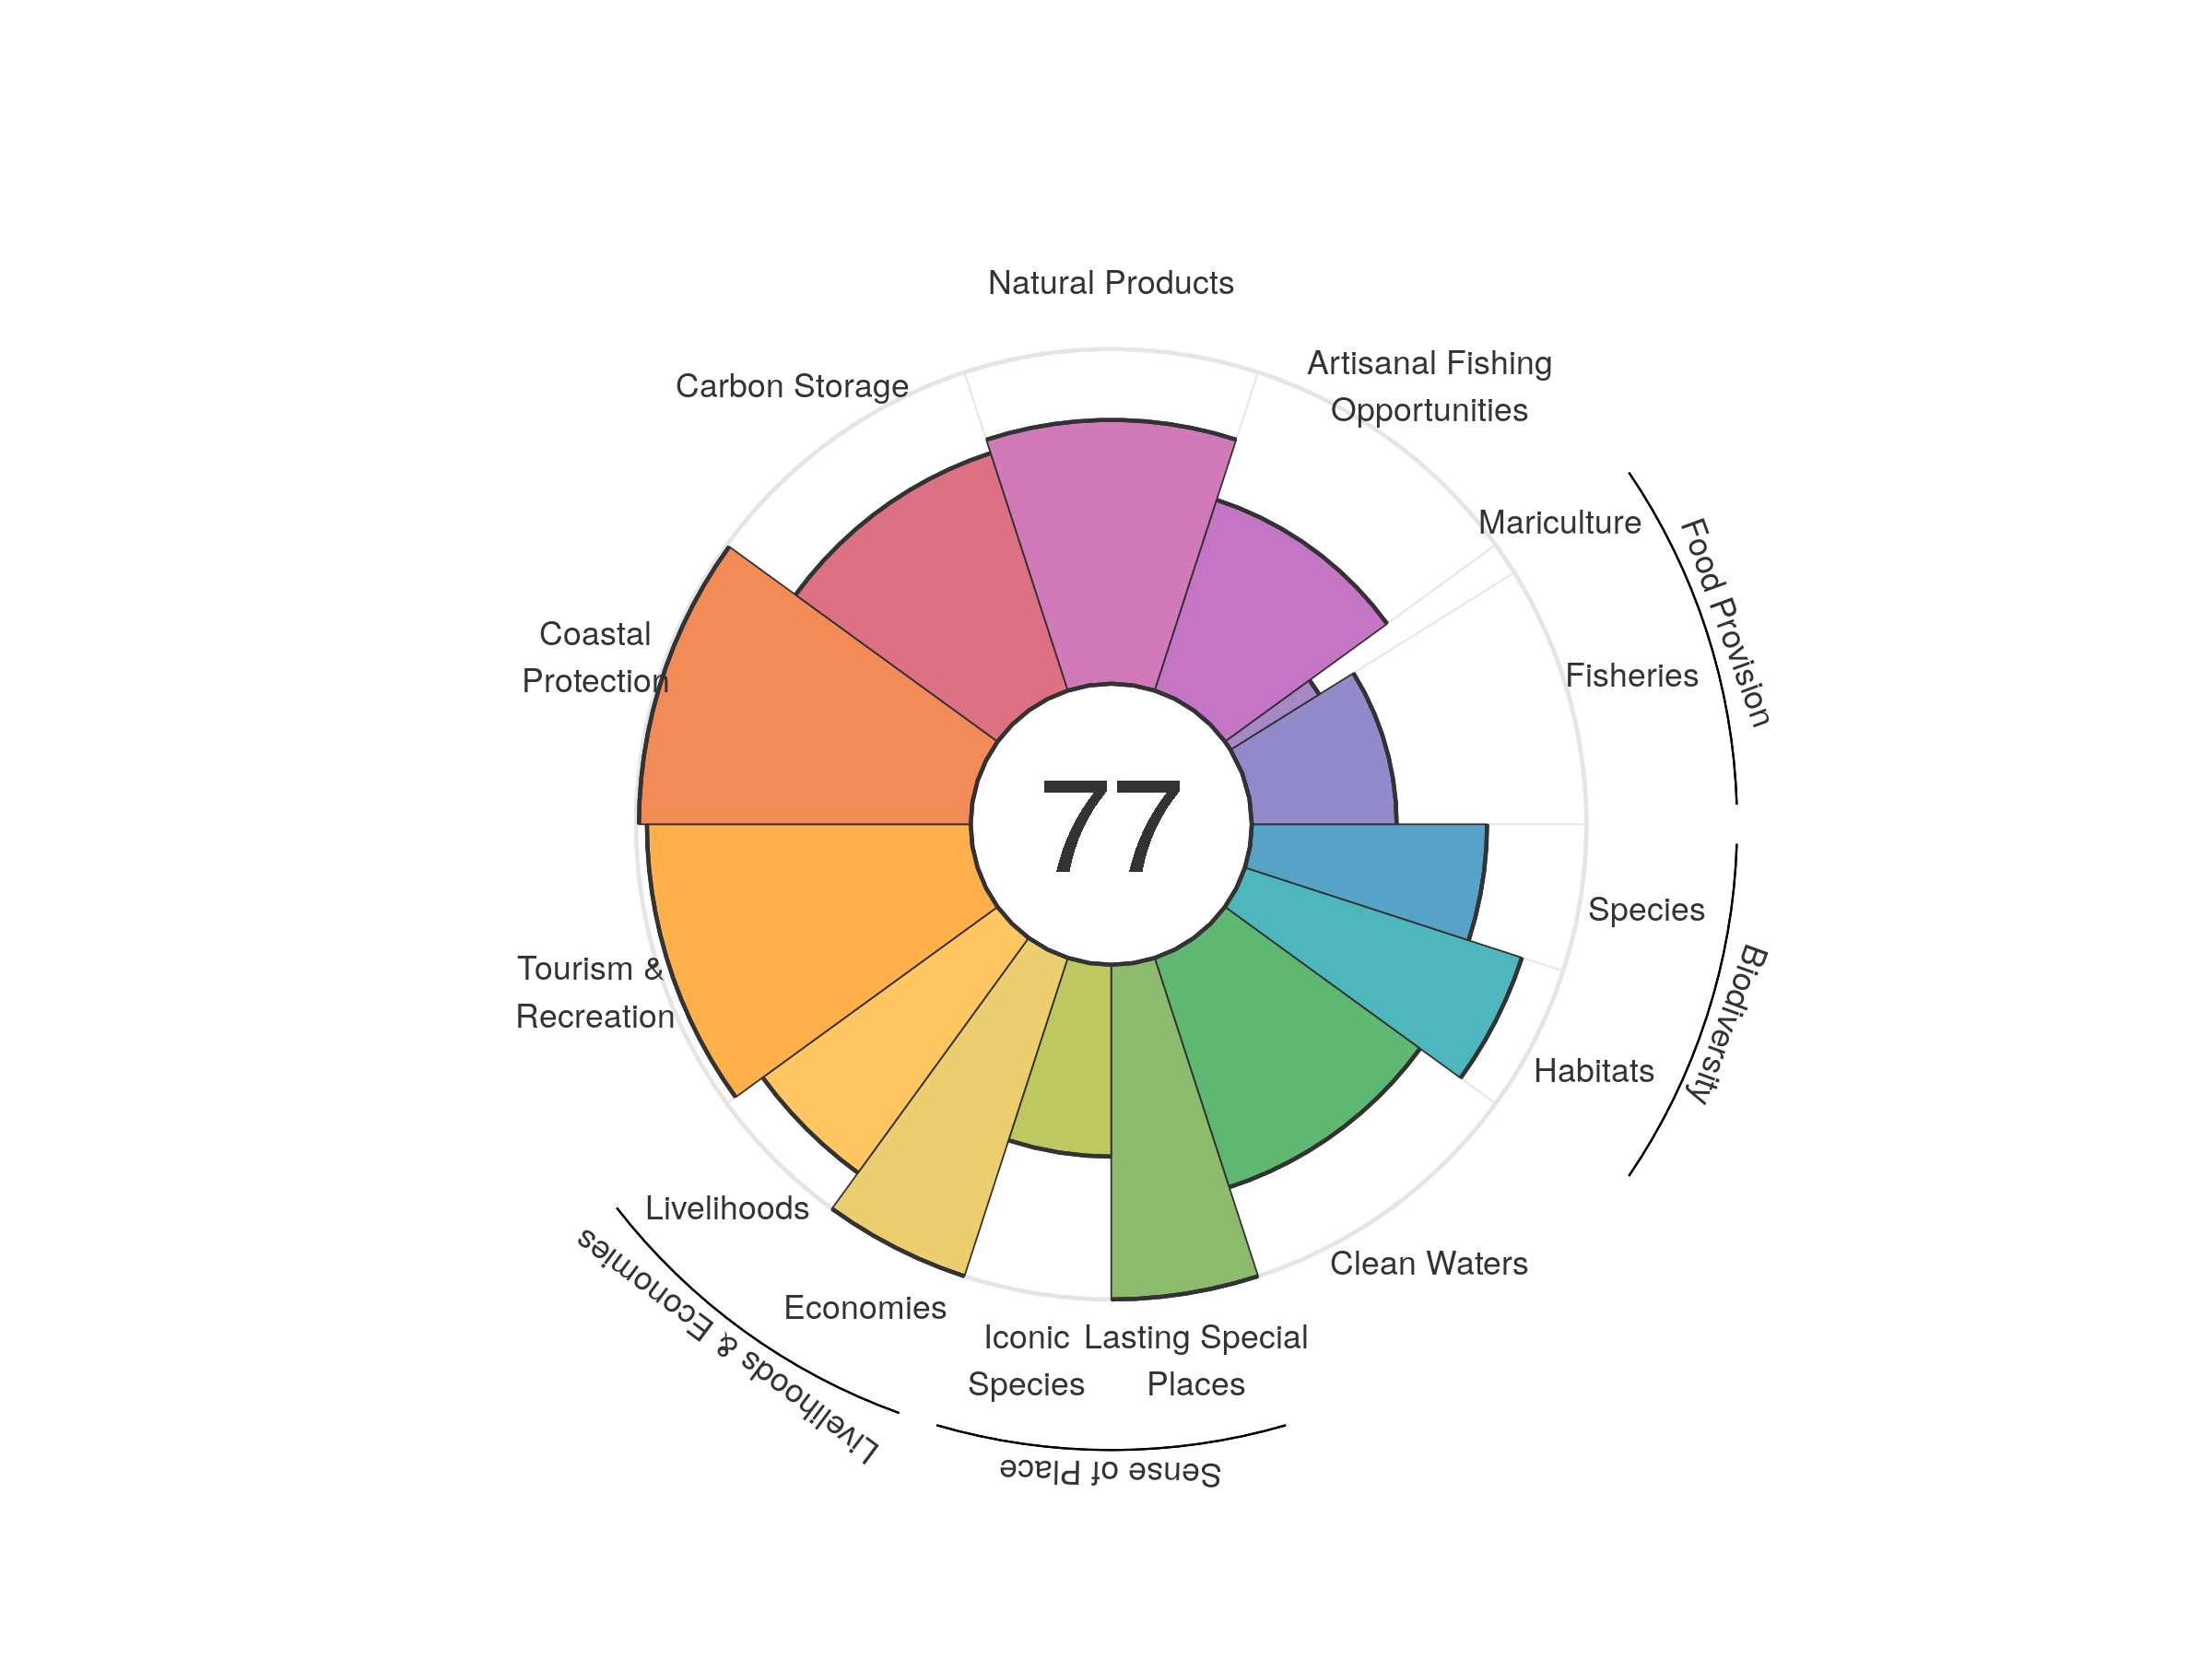 Natural Products
Carbon Storage
Artisanal Fishing
Opportunities
Mariculture
Food Provision
Coastal
Protection
Fisheries
77
Species
Biodiversity
Tourism &
Recreation
Habitats
Livelihoods
Clean Waters
Livelihoods & Economies
Economies
Iconic
Species
Lasting Special
Places
Sense of Place